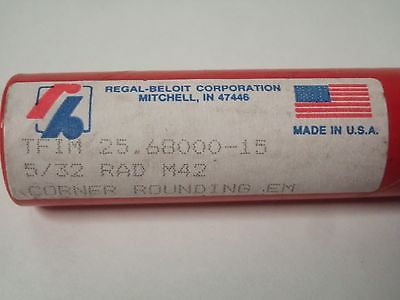 REGAL-BELOIT CORPORATION
MITCHELL, IN 47446
MADE IN U.S.A.
TFIM 25.68000-15
5/32 RAD M42
CORNER ROUNDING EM